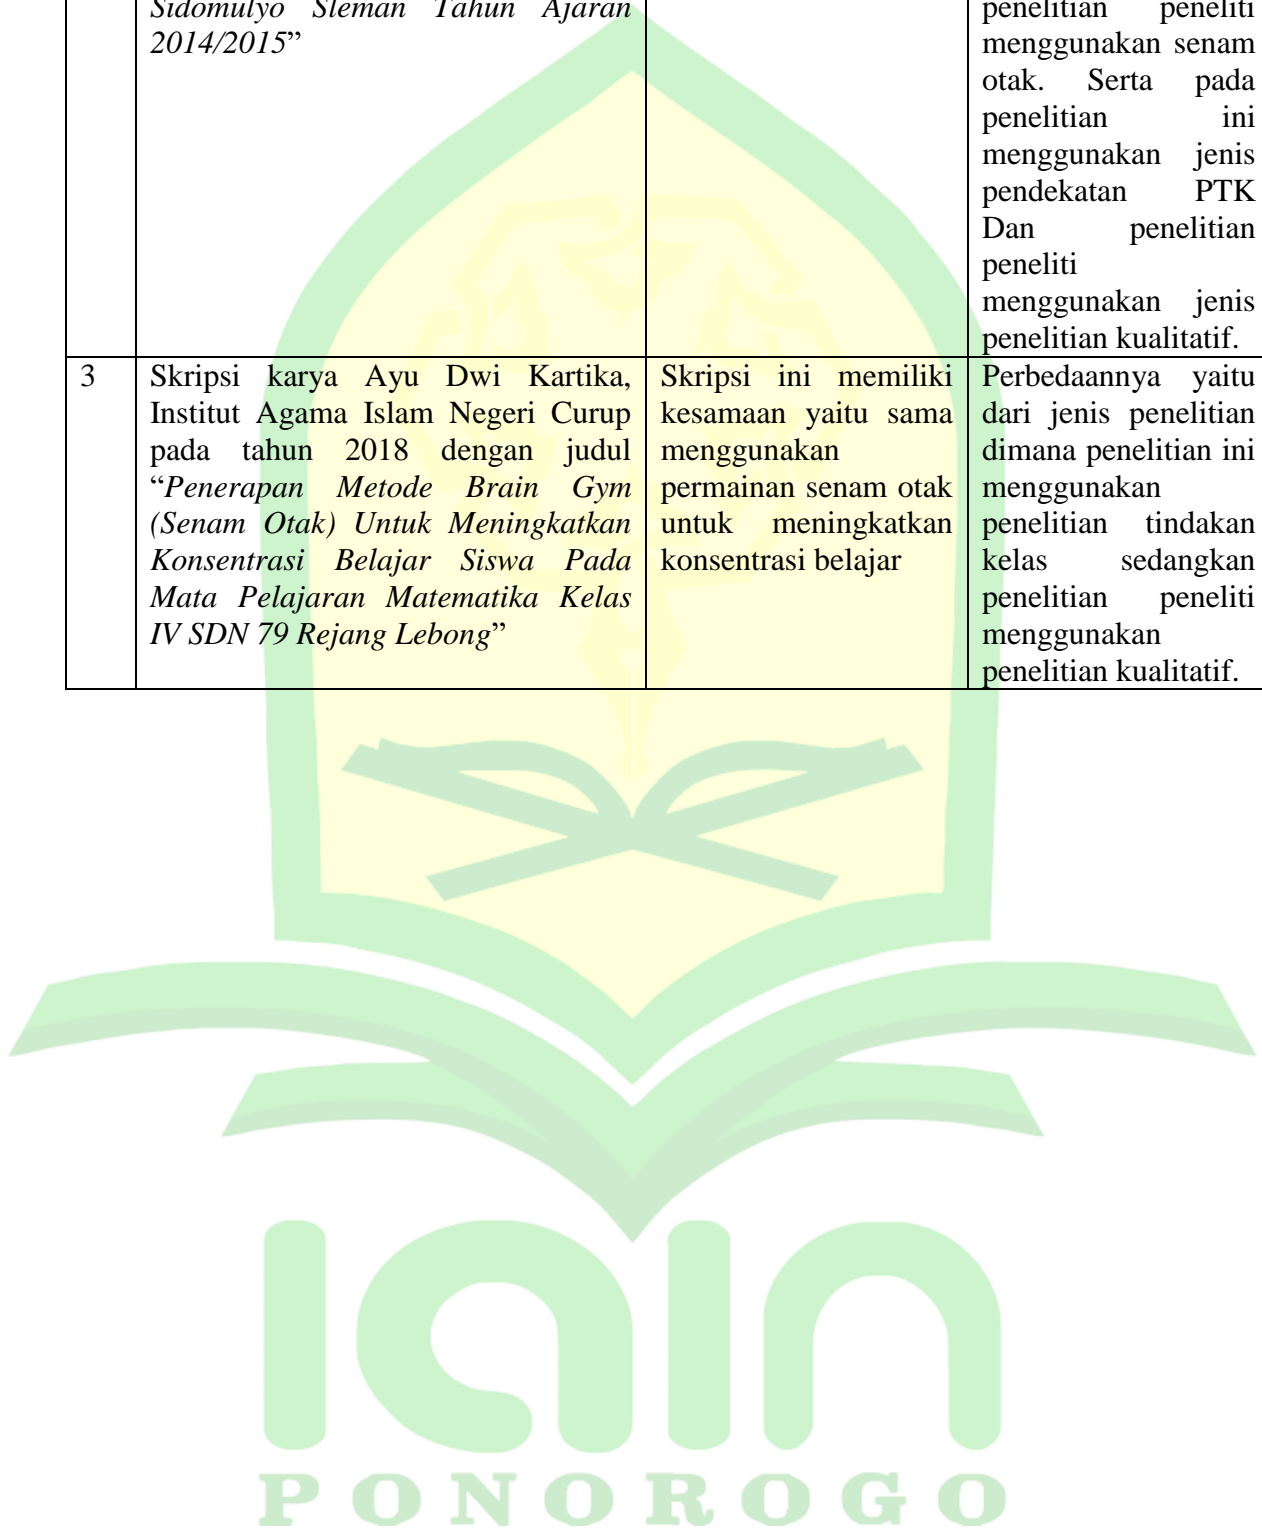 Sidomulyo Sleman Tahun Ajaran
2014/2015”
penelitian peneliti
menggunakan senam
otak. Serta pada
penelitian ini
menggunakan jenis
pendekatan PTK
Dan penelitian
peneliti
menggunakan jenis
penelitian kualitatif.
3
Skripsi karya Ayu Dwi Kartika,
Institut Agama Islam Negeri Curup
pada tahun 2018 dengan judul
“Penerapan Metode Brain Gym
(Senam Otak) Untuk Meningkatkan
Konsentrasi Belajar Siswa Pada
Mata Pelajaran Matematika Kelas
IV SDN 79 Rejang Lebong”
Skripsi ini memiliki
kesamaan yaitu sama
menggunakan
permainan senam otak
untuk meningkatkan
konsentrasi belajar
Perbedaannya yaitu
dari jenis penelitian
dimana penelitian ini
menggunakan
penelitian tindakan
kelas sedangkan
penelitian peneliti
menggunakan
penelitian kualitatif.
iain
PONOROGO